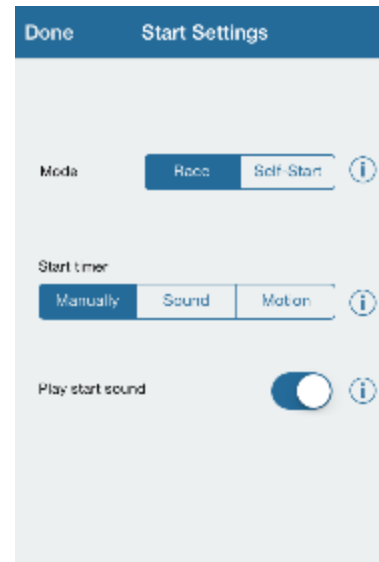 Done Start Settings
Mode Race Self-Start
Start timer
Manually Sound Motion
Play start sound